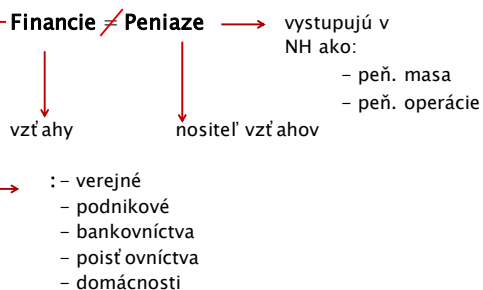 Financie ≠ Peniaze
vystupujú v
NH ako:
- peň. masa
- peň. operácie
vzťahy
nositeľ vzťahov
: - verejné
- podnikové
- bankovníctva
- poisťovníctva
- domácnosti